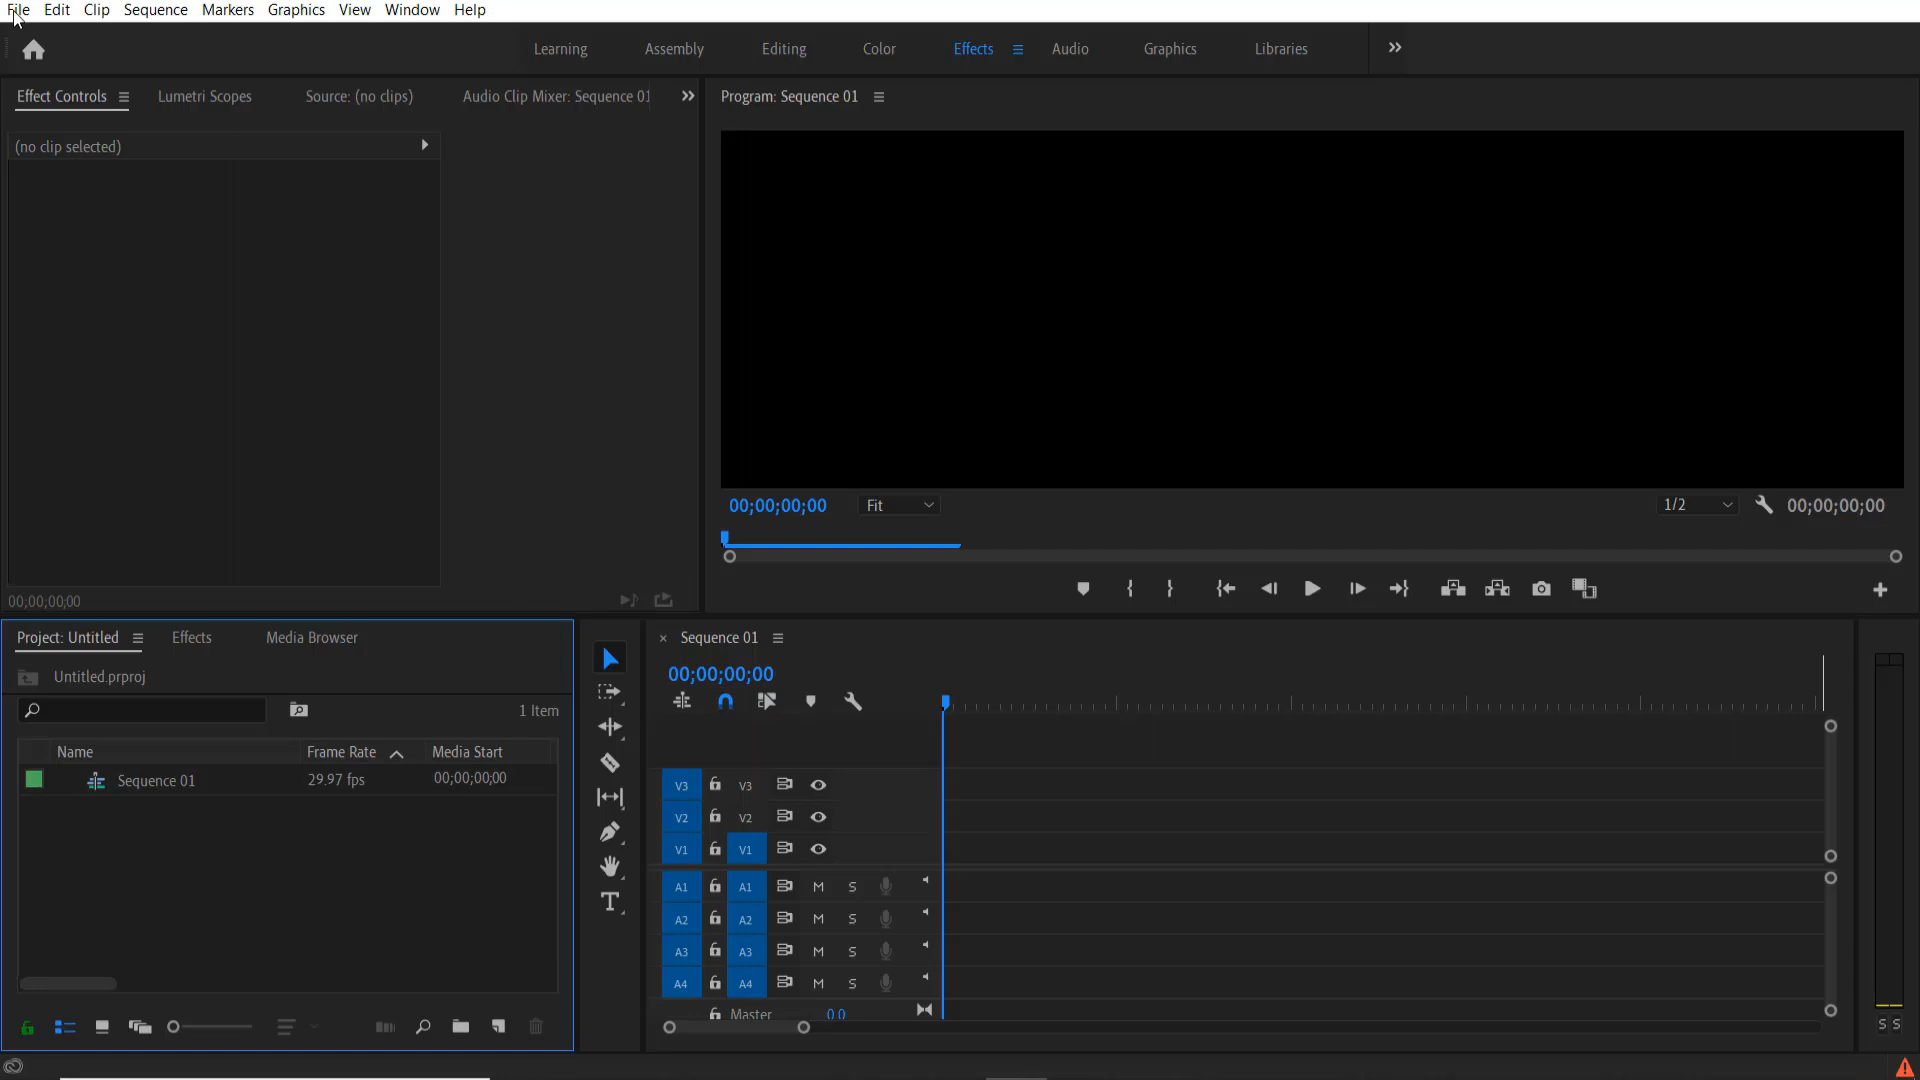 File Edit Clip Sequence Markers Graphics View Window Help
Learning Assembly Editing Color Effects Audio Graphics Libraries
Effect Controls Lumetri Scopes Source: (no clips) Audio Clip Mixer: Sequence 01 Program: Sequence 01
(no clip selected)
00;00;00;00 Fit 1/2 00;00;00;00
00;00;00;00
Project: Untitled Effects Media Browser × Sequence 01
00;00;00;00
Untitled.prproj
1 Item
Name Frame Rate Media Start
Sequence 01 29.97 fps 00;00;00;00
V3 V3
V2 V2
V1 V1
A1 A1 M S
A2 A2 M S
A3 A3 M S
A4 A4 M S
Master 0.0
S S